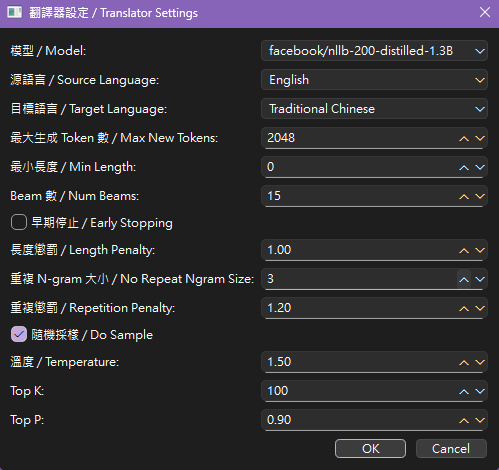 翻譯器設定 / Translator Settings
模型 / Model: facebook/nllb-200-distilled-1.3B
源語言 / Source Language: English
目標語言 / Target Language: Traditional Chinese
最大生成 Token 數 / Max New Tokens: 2048
最小長度 / Min Length: 0
Beam 數 / Num Beams: 15
早期停止 / Early Stopping
長度懲罰 / Length Penalty: 1.00
重複 N-gram 大小 / No Repeat Ngram Size: 3
重複懲罰 / Repetition Penalty: 1.20
隨機採樣 / Do Sample
溫度 / Temperature: 1.50
Top K: 100
Top P: 0.90
OK Cancel